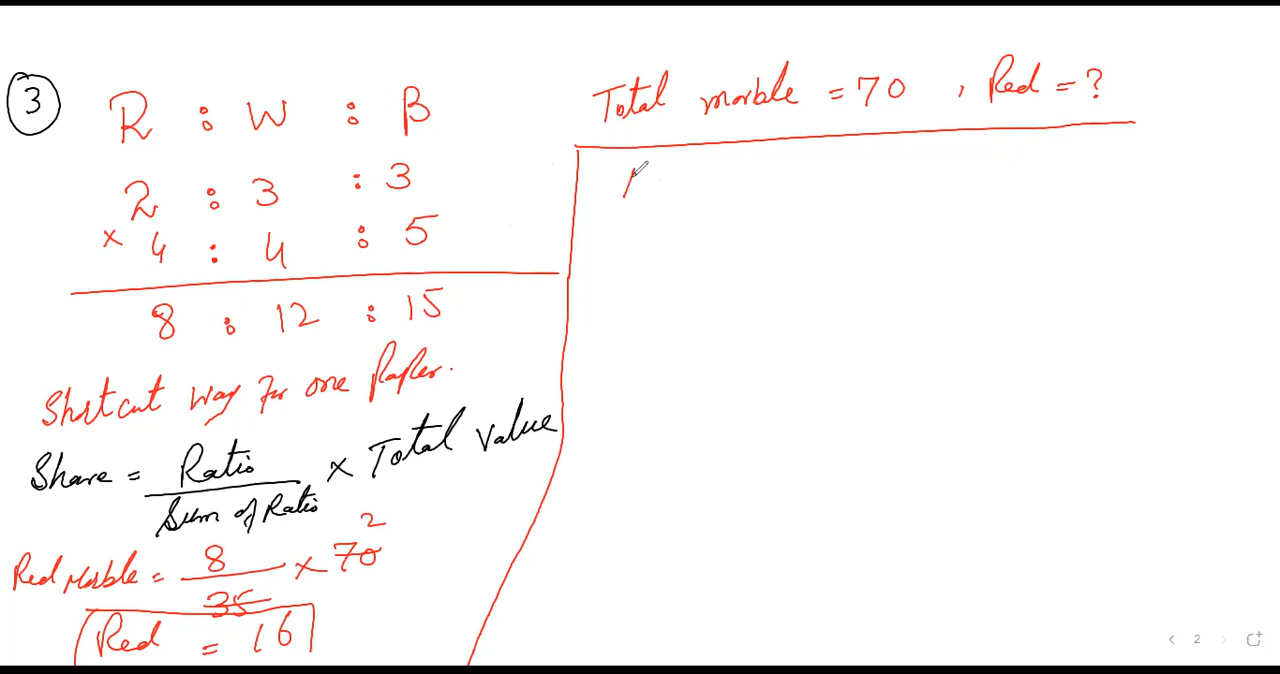 3
R : W : B
2 : 3 : 3
× 4 : 4 : 5
8 : 12 : 15
Shortcut way for one Paper.
Share = Ratio / Sum of Ratio × Total Value
Red Marble = 8 / 35 × 70 2
Red = 16
Total marble = 70 , Red = ?
2